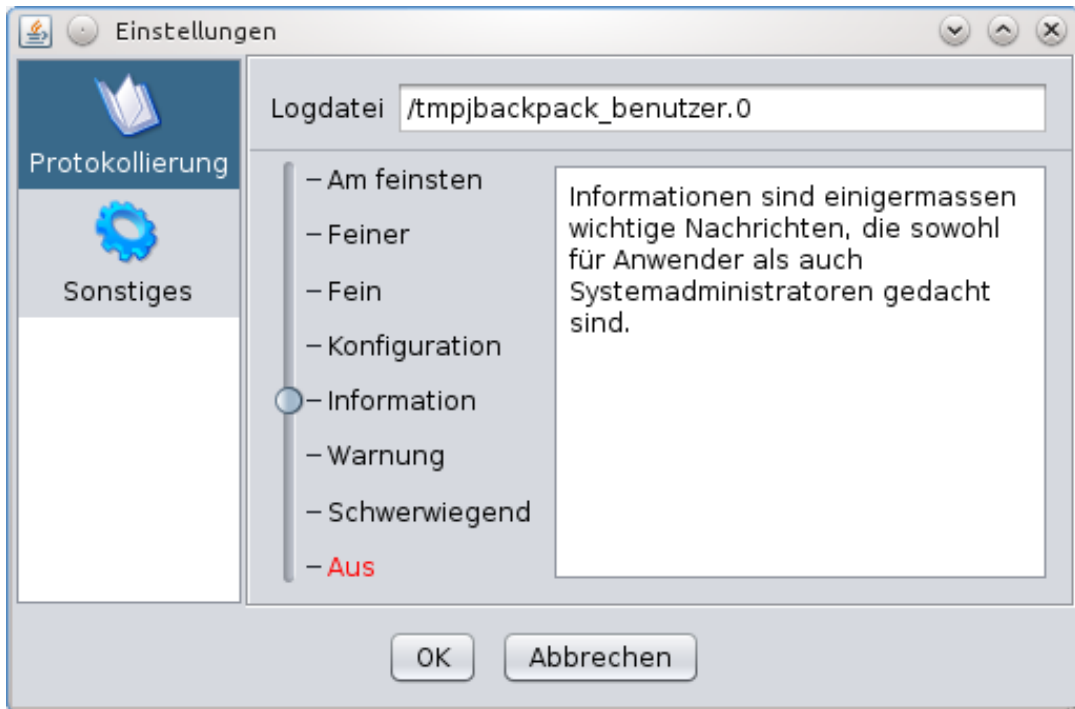 Einstellungen
Protokollierung
Sonstiges
Logdatei /tmpjbackpack_benutzer.0
Am feinsten
Feiner
Fein
Konfiguration
Information
Warnung
Schwerwiegend
Aus
Informationen sind einigermassen
wichtige Nachrichten, die sowohl
für Anwender als auch
Systemadministratoren gedacht
sind.
OK Abbrechen